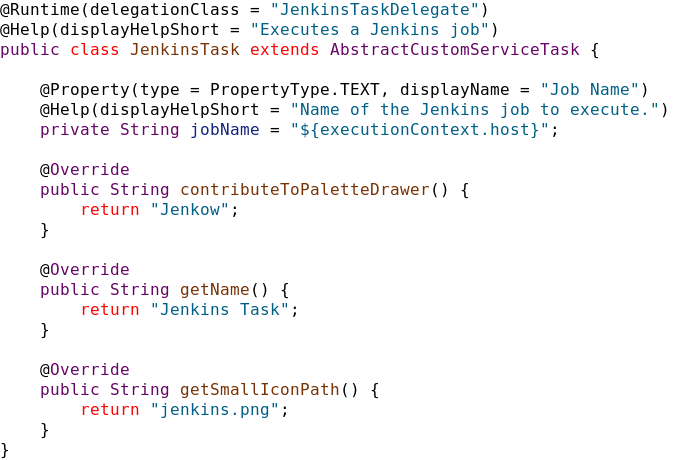 @Runtime(delegationClass = "JenkinsTaskDelegate")
@Help(displayHelpShort = "Executes a Jenkins job")
public class JenkinsTask extends AbstractCustomServiceTask {

    @Property(type = PropertyType.TEXT, displayName = "Job Name")
    @Help(displayHelpShort = "Name of the Jenkins job to execute.")
    private String jobName = "${executionContext.host}";

    @Override
    public String contributeToPaletteDrawer() {
        return "Jenkow";
    }

    @Override
    public String getName() {
        return "Jenkins Task";
    }

    @Override
    public String getSmallIconPath() {
        return "jenkins.png";
    }
}